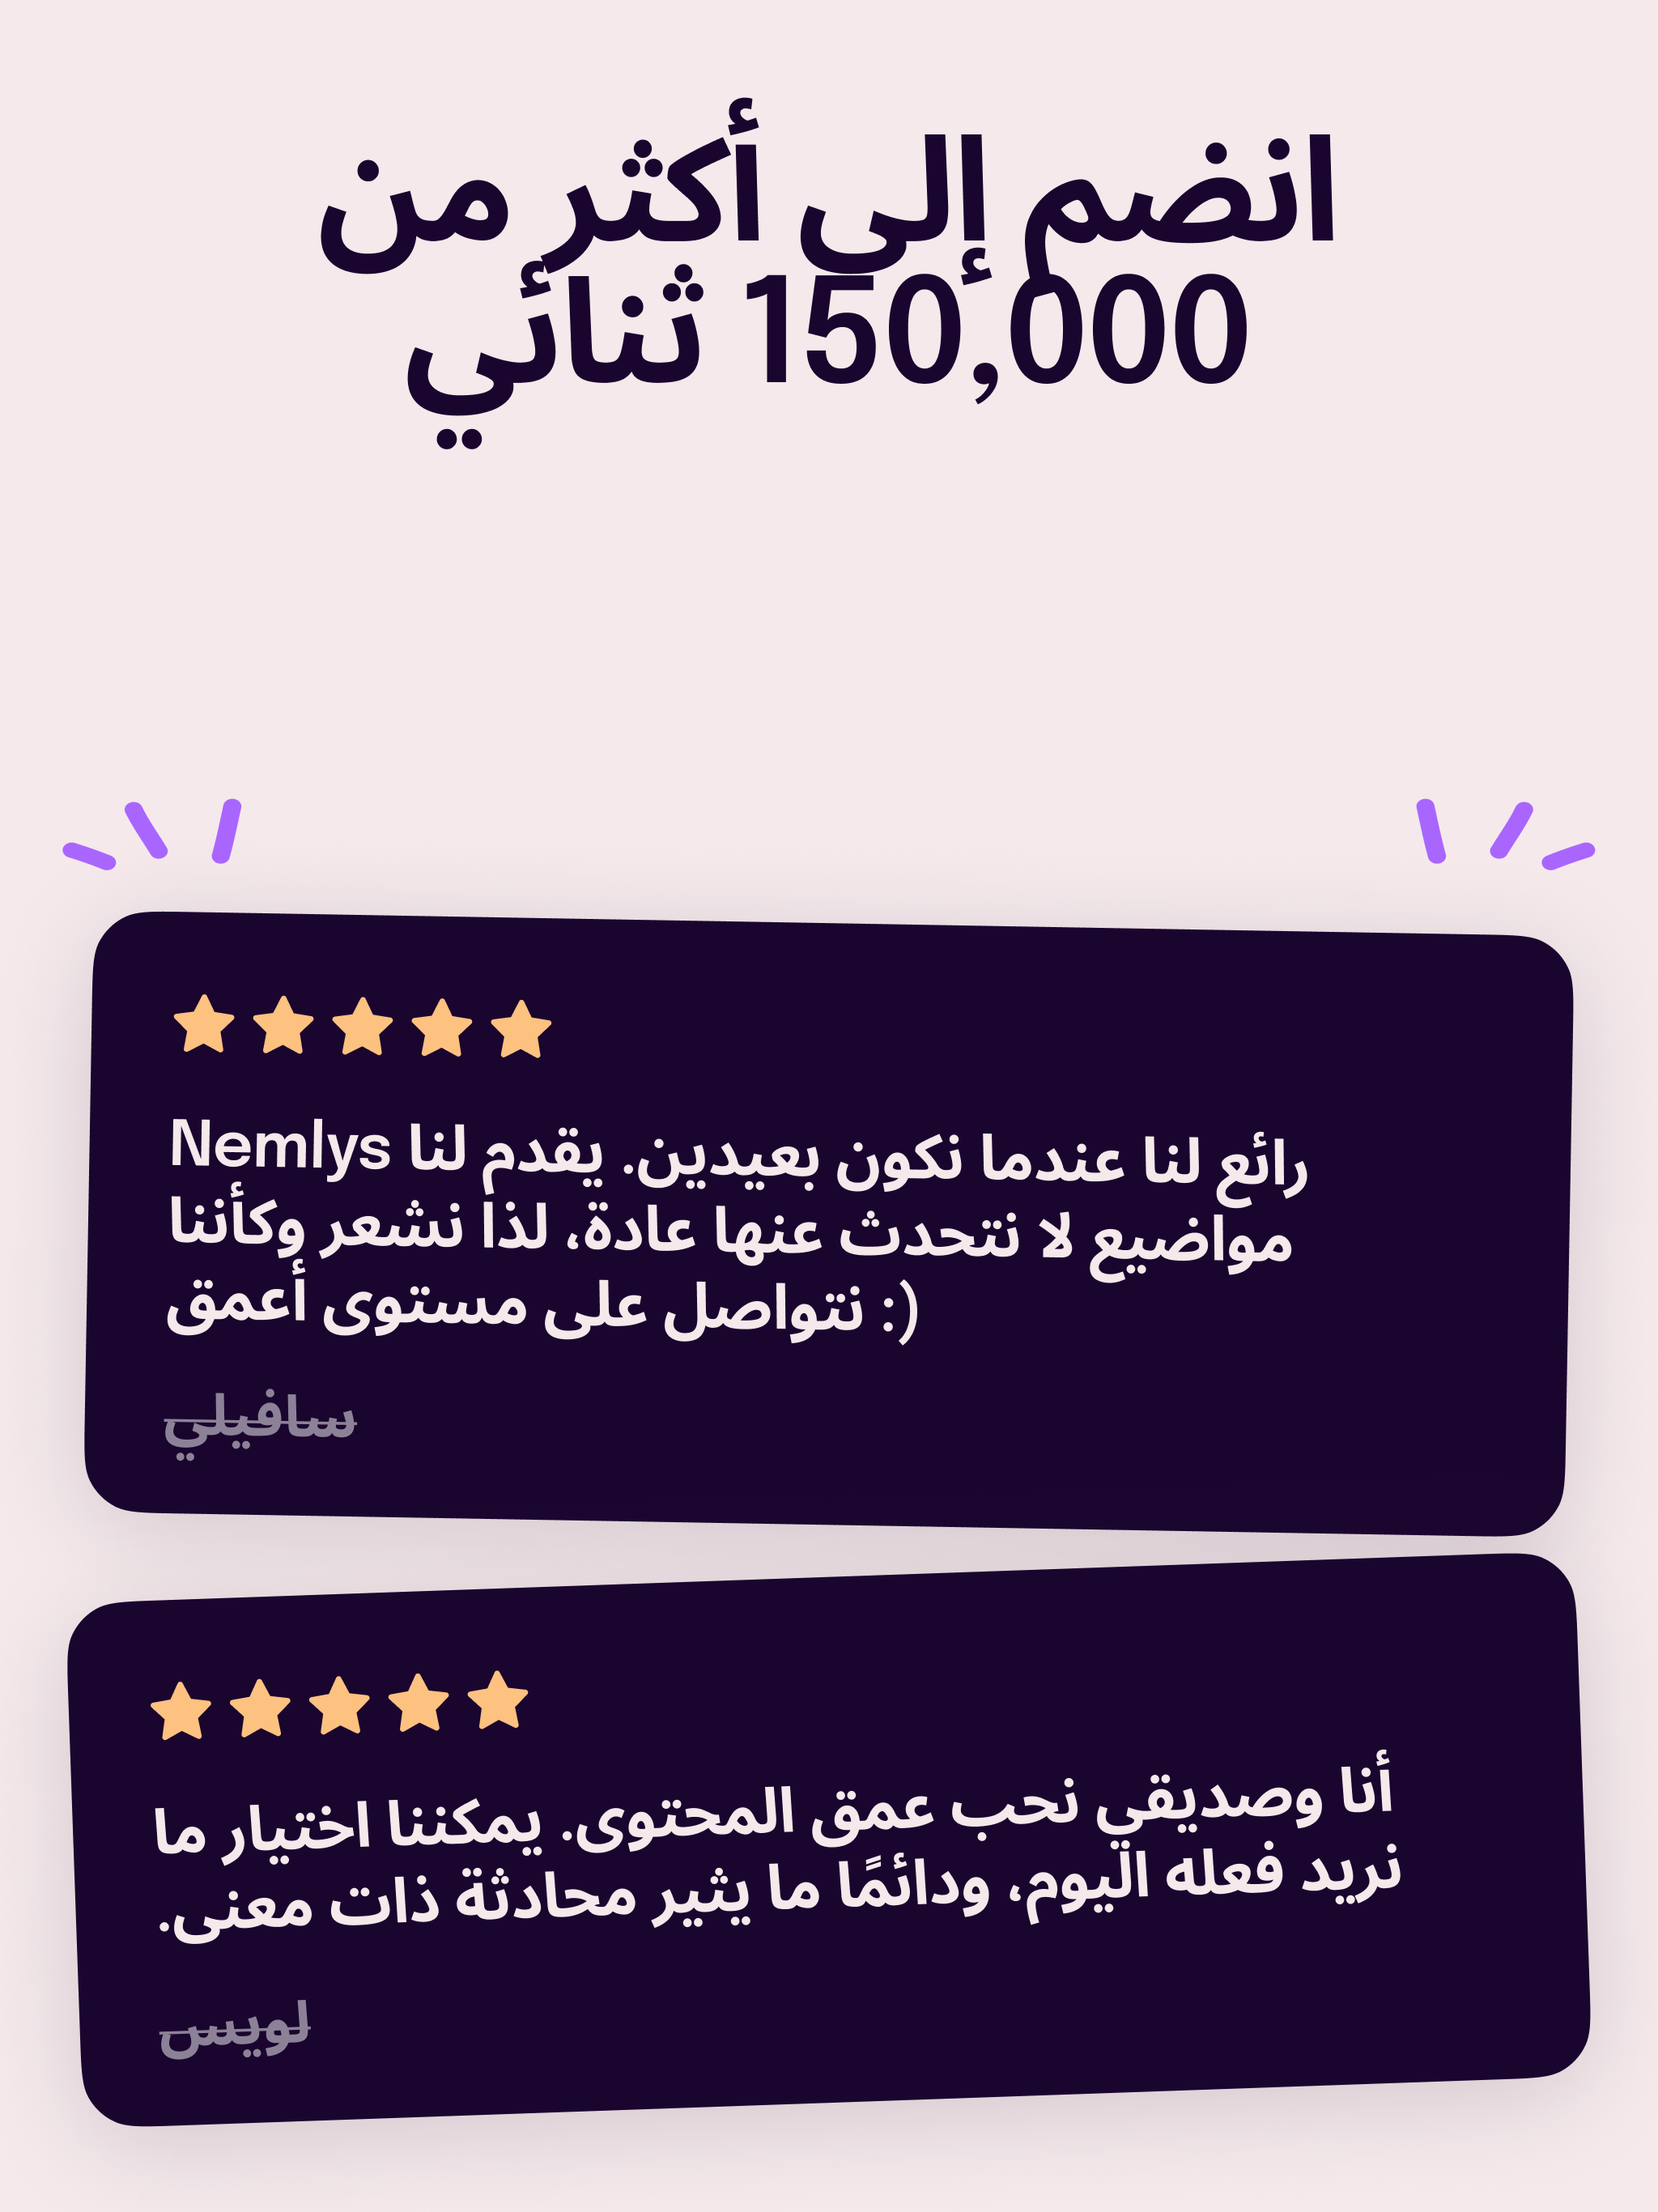 انضم إلى أكثر من
150,000 ثنائي
Nemlys رائع لنا عندما نكون بعيدين. يقدم لنا
مواضيع لا نتحدث عنها عادة، لذا نشعر وكأننا
نتواصل على مستوى أعمق :)
سافيلي
أنا وصديقي نحب عمق المحتوى. يمكننا اختيار ما
نريد فعله اليوم، ودائمًا ما يثير محادثة ذات معنى.
لويس